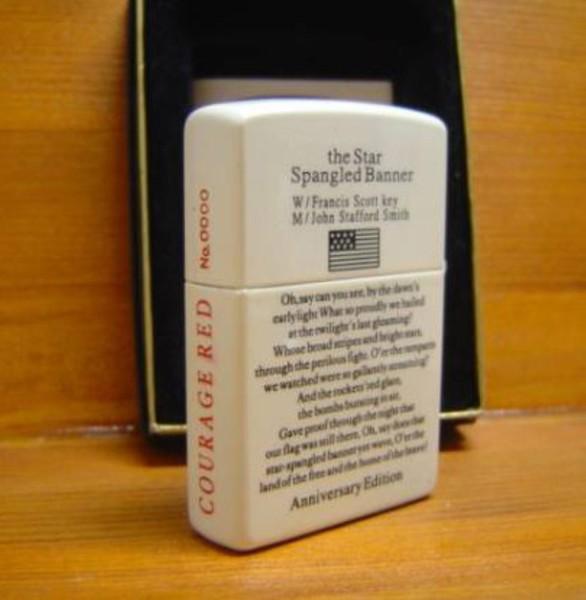 the Star
Spangled Banner
W/Francis Scott key
M/John Stafford Smith
Oh, say can you see, by the dawn's
earlylight What so proudly we hailed
at the twilight's last gleaming?
Whose broad stripes and bright stars,
through the perilous fight. O'er the ramparts
we watched were so gallantly streaming?
And the rockets' red glare,
the bombs bursting in air,
Gave proof through the night that
our flag was still there, Oh, say does that
star-spangled banner yet wave, O'er the
land of the free and the home of the brave?
Anniversary Edition
COURAGE RED No.0000